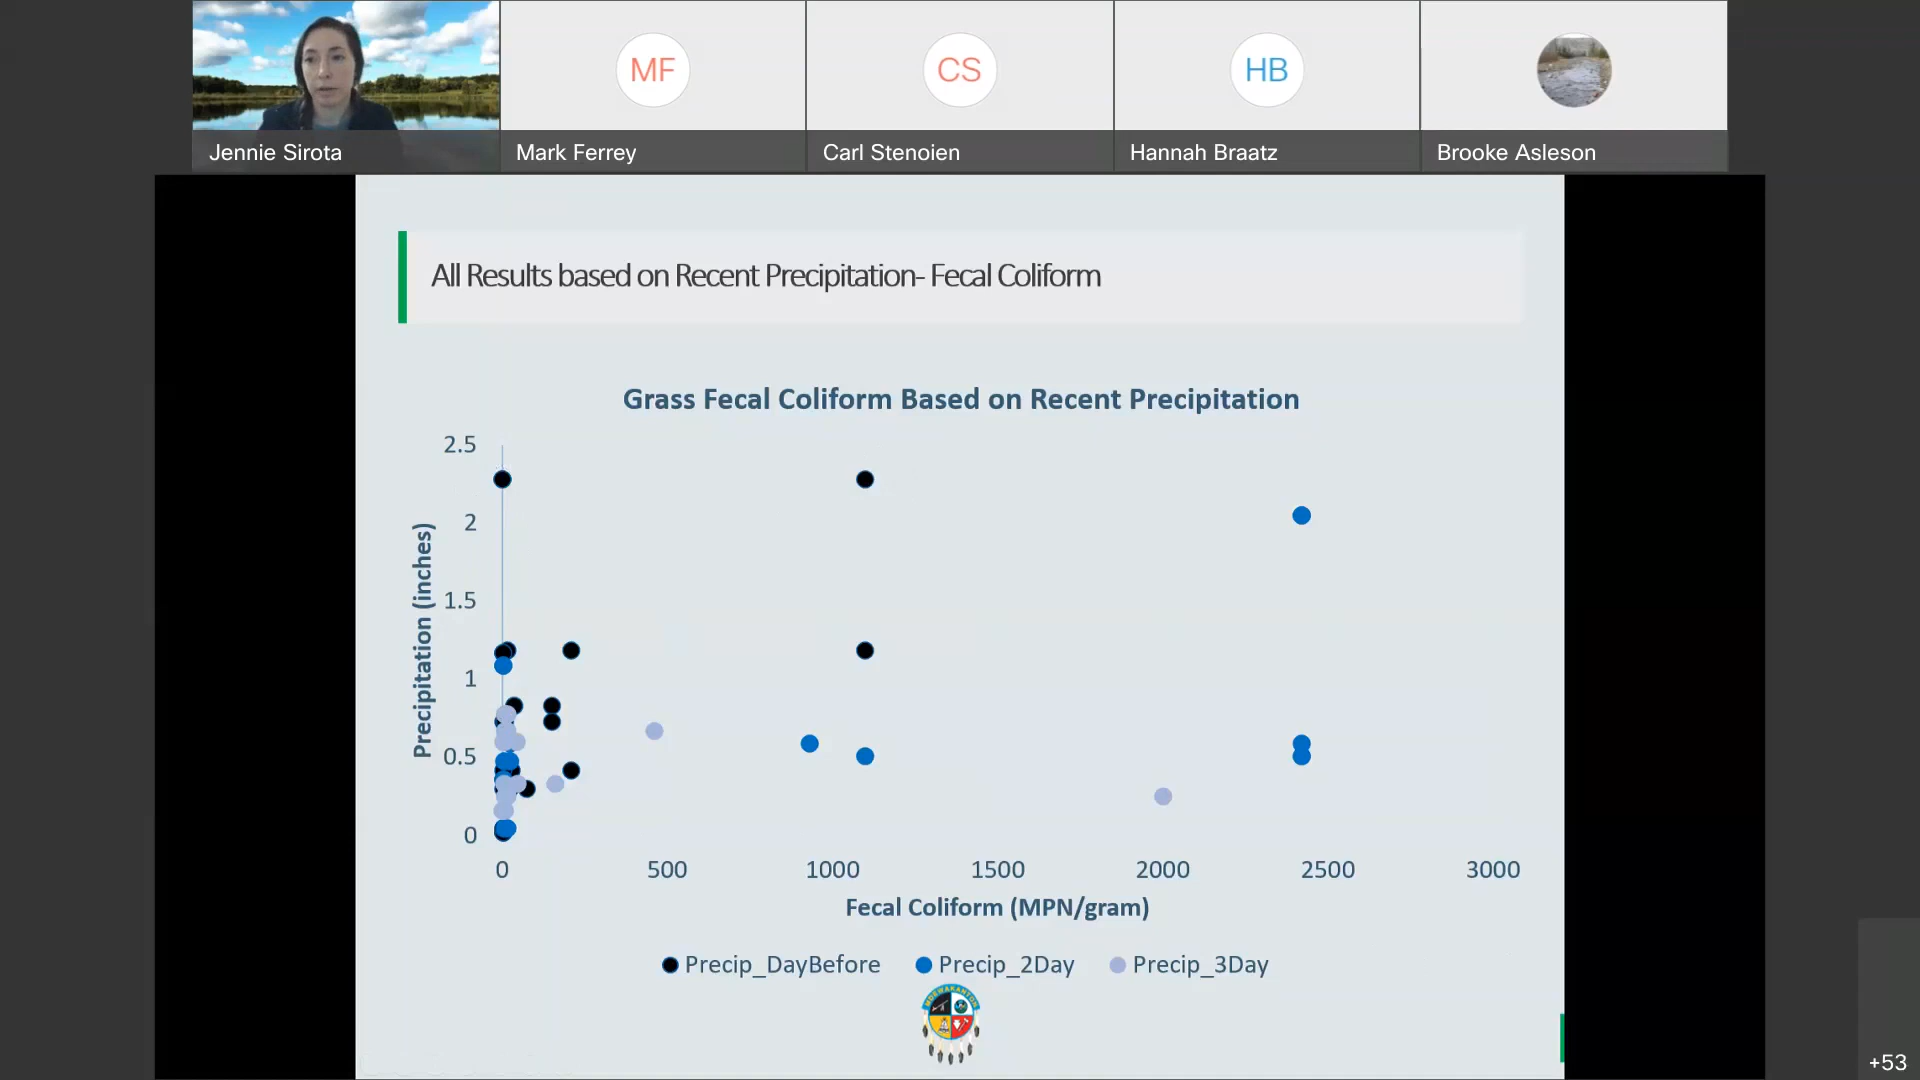 MF
CS
HB
Jennie Sirota
Mark Ferrey
Carl Stenoien
Hannah Braatz
Brooke Asleson
All Results based on Recent Precipitation- Fecal Coliform
Grass Fecal Coliform Based on Recent Precipitation
Precipitation (inches)
2.5
2
1.5
1
0.5
0
0 500 1000 1500 2000 2500 3000
Fecal Coliform (MPN/gram)
Precip_DayBefore Precip_2Day Precip_3Day
+53